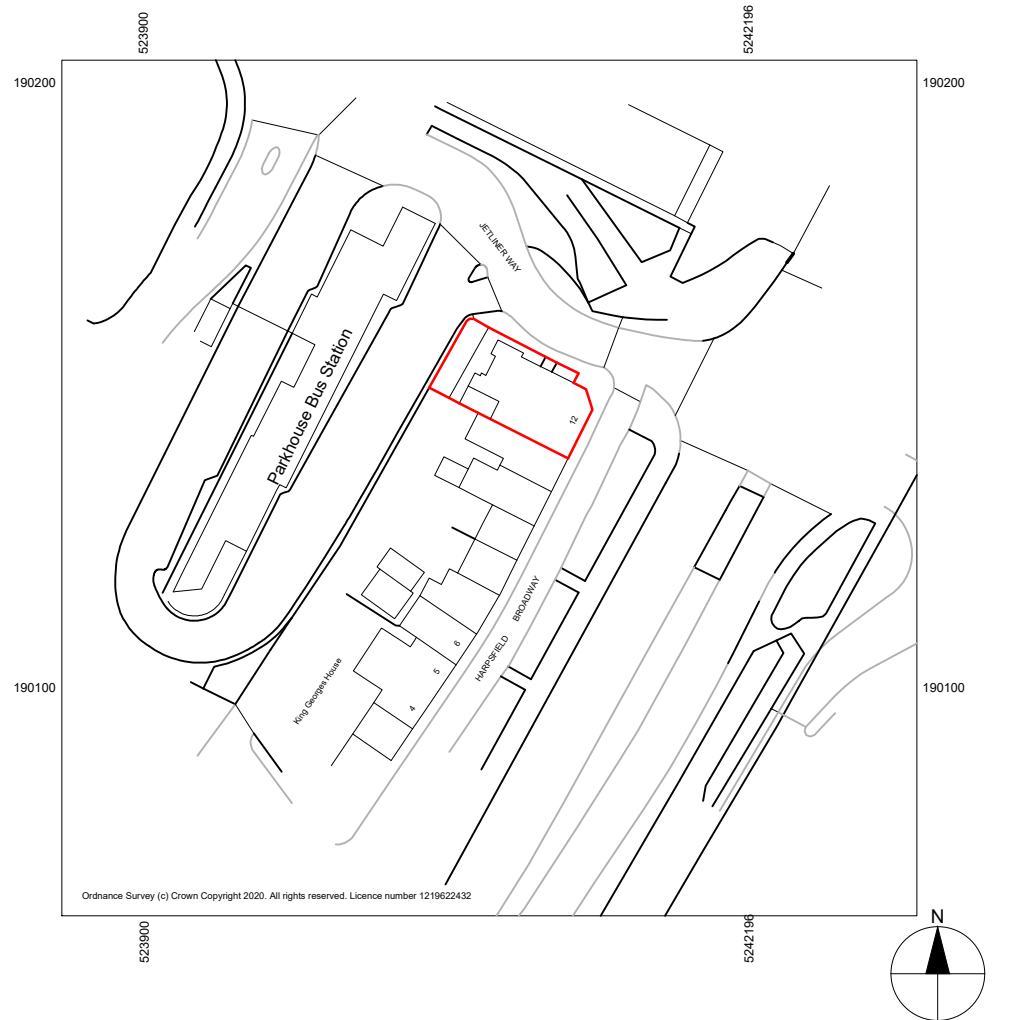 523900
5242196
190200
190200
JETLINER WAY
Parkhouse Bus Station
12
HARPSFIELD BROADWAY
6
5
4
King Georges House
190100
190100
Ordnance Survey (c) Crown Copyright 2020. All rights reserved. Licence number 1219622432
523900
5242196
N